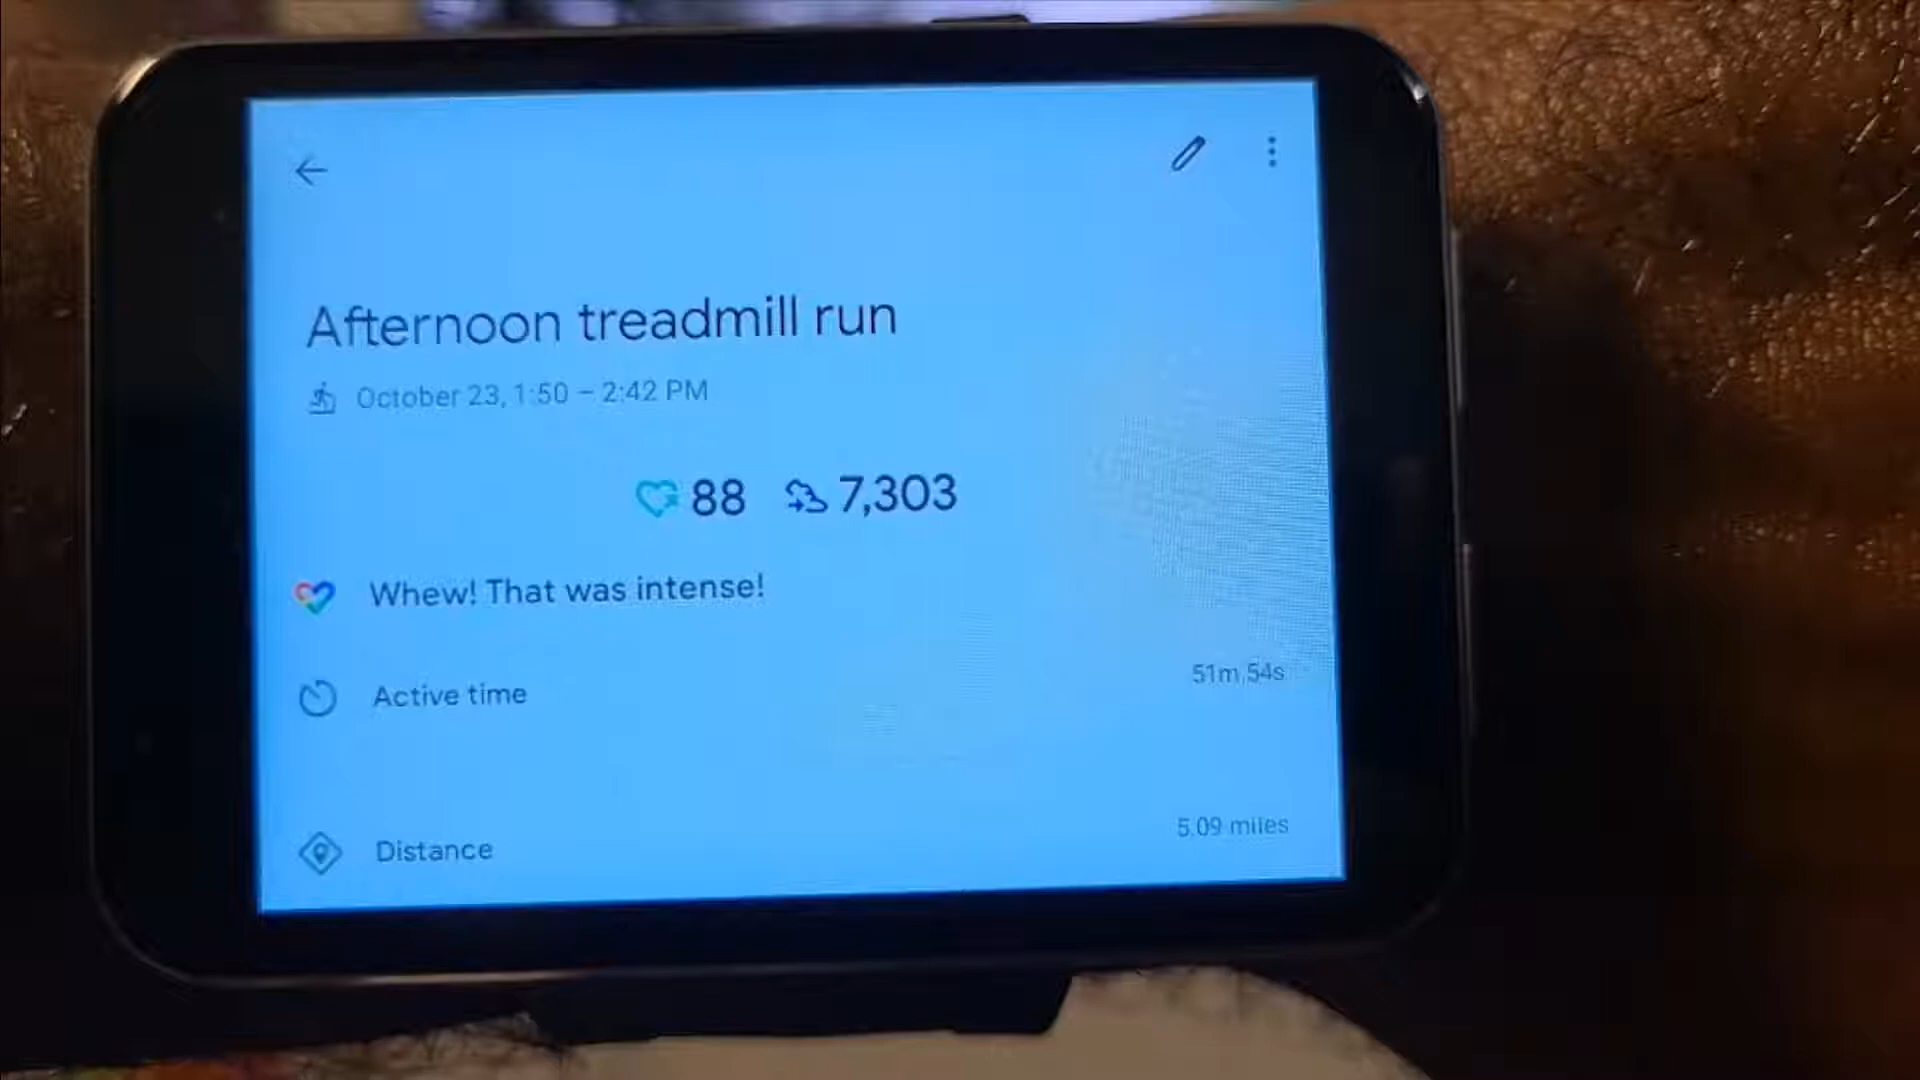 Afternoon treadmill run
October 23, 1:50 – 2:42 PM
88 7,303
Whew! That was intense!
Active time 51m 54s
Distance 5.09 miles